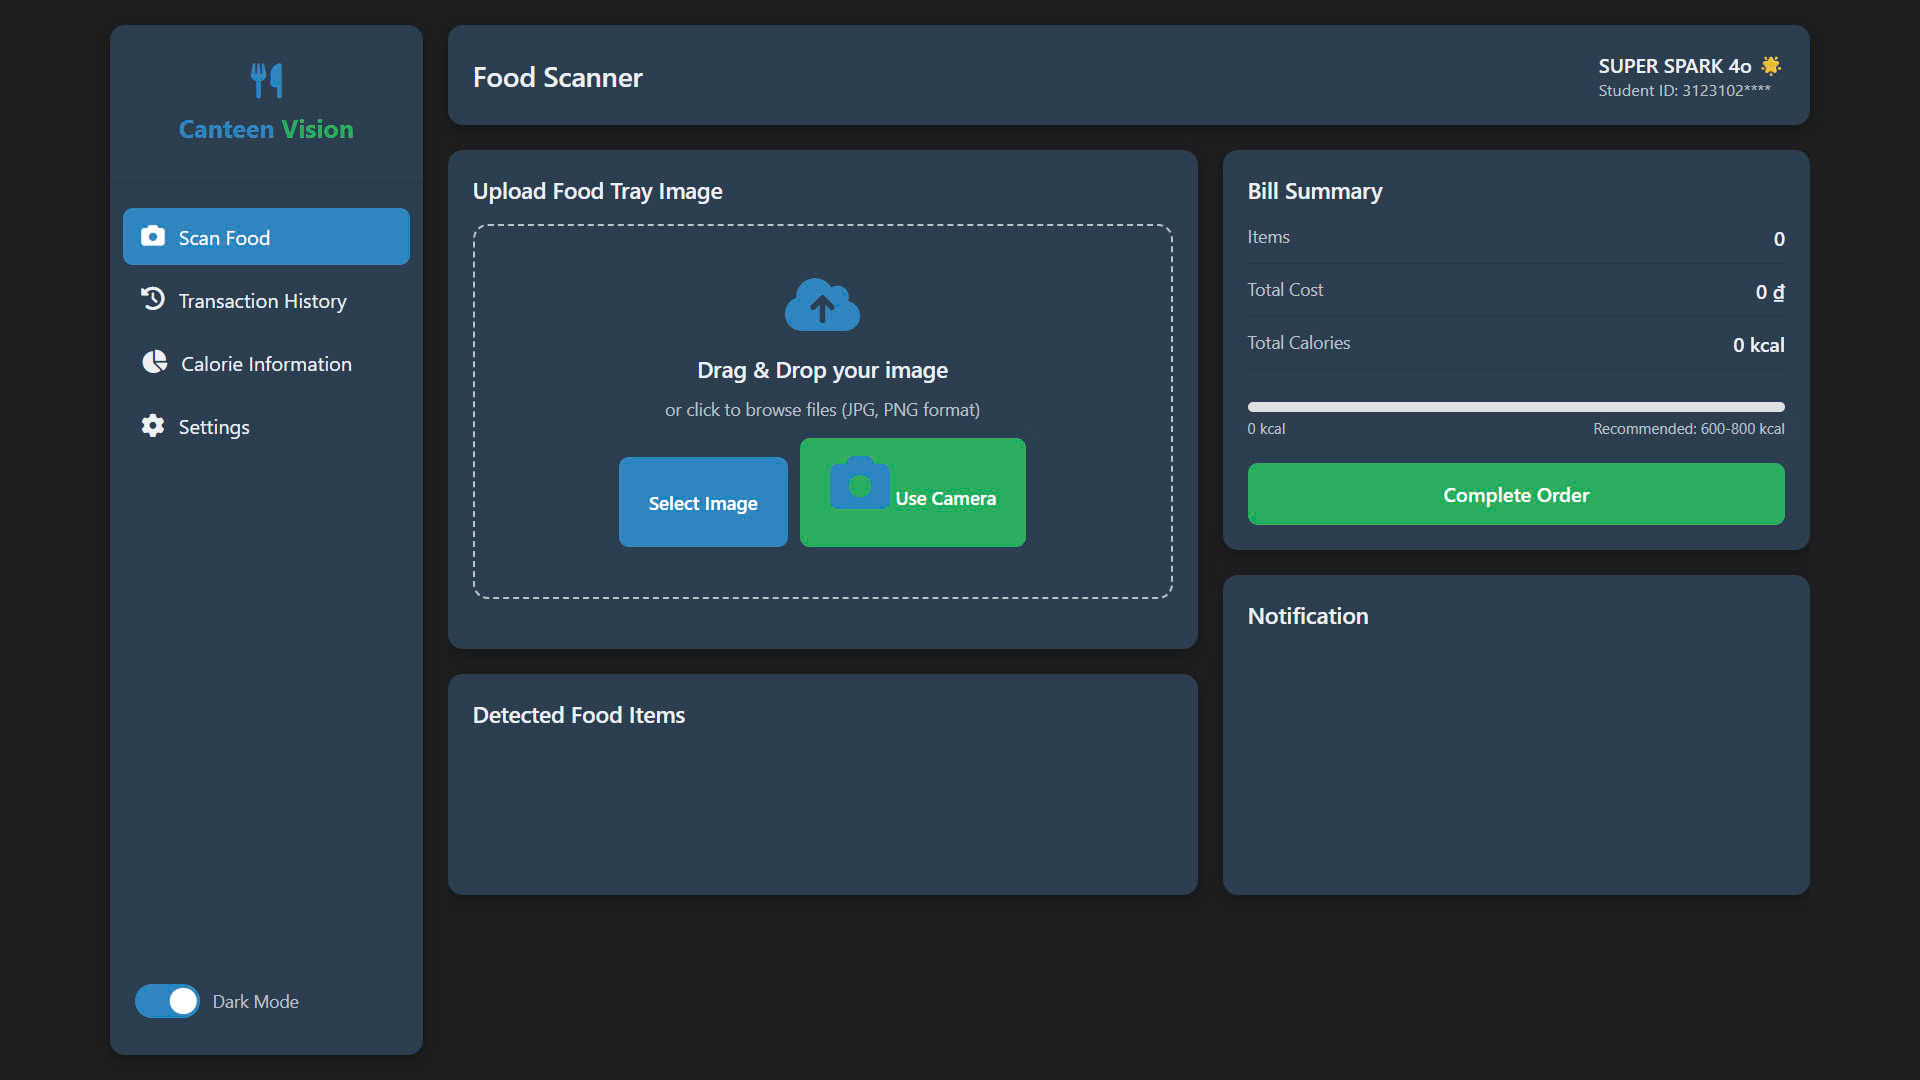 Canteen Vision
Scan Food
Transaction History
Calorie Information
Settings
Dark Mode
Food Scanner
SUPER SPARK 4o 🌟
Student ID: 3123102****
Upload Food Tray Image
Drag & Drop your image
or click to browse files (JPG, PNG format)
Select Image
Use Camera
Detected Food Items
Bill Summary
Items 0
Total Cost 0 ₫
Total Calories 0 kcal
0 kcal Recommended: 600-800 kcal
Complete Order
Notification